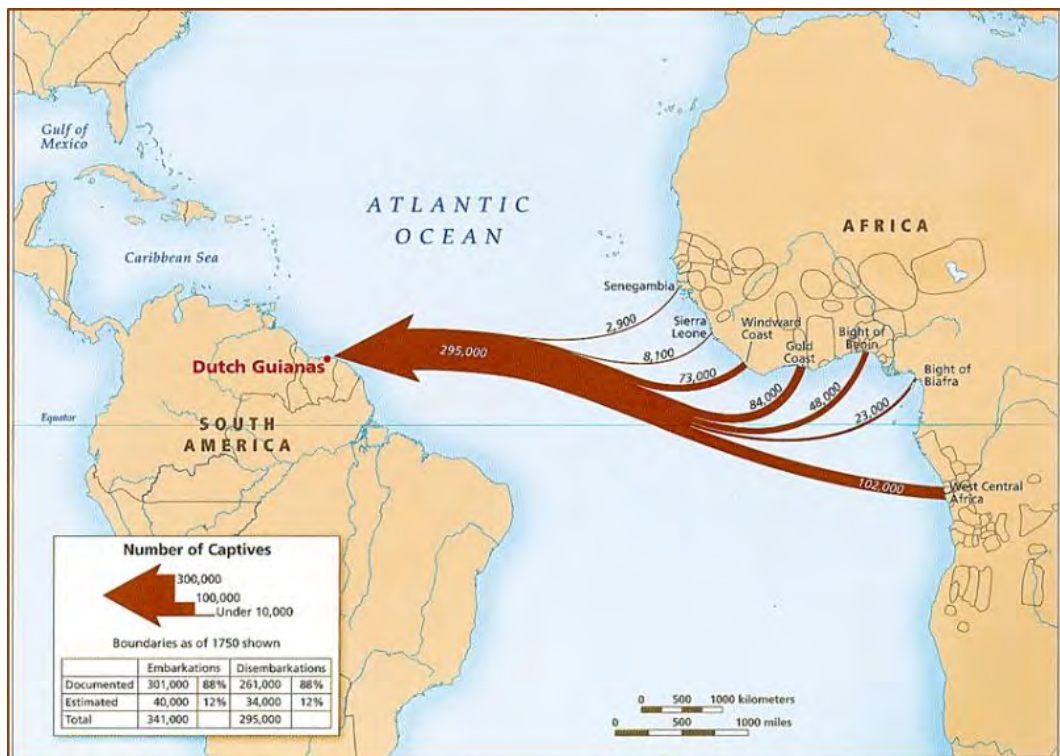 Gulf of
Mexico
ATLANTIC
OCEAN
AFRICA
Caribbean Sea
Senegambia
2,900
Sierra
Leone
8,100
Windward
Coast
73,000
Gold
Coast
84,000
Bight of
Benin
48,000
Bight of
Biafra
23,000
295,000
Dutch Guianas
Equator
SOUTH
AMERICA
102,000
West Central
Africa
Number of Captives
300,000
100,000
Under 10,000
Boundaries as of 1750 shown
Embarkations Disembarkations
Documented 301,000 88% 261,000 88%
Estimated 40,000 12% 34,000 12%
Total 341,000 295,000
0 500 1000 kilometers
0 500 1000 miles